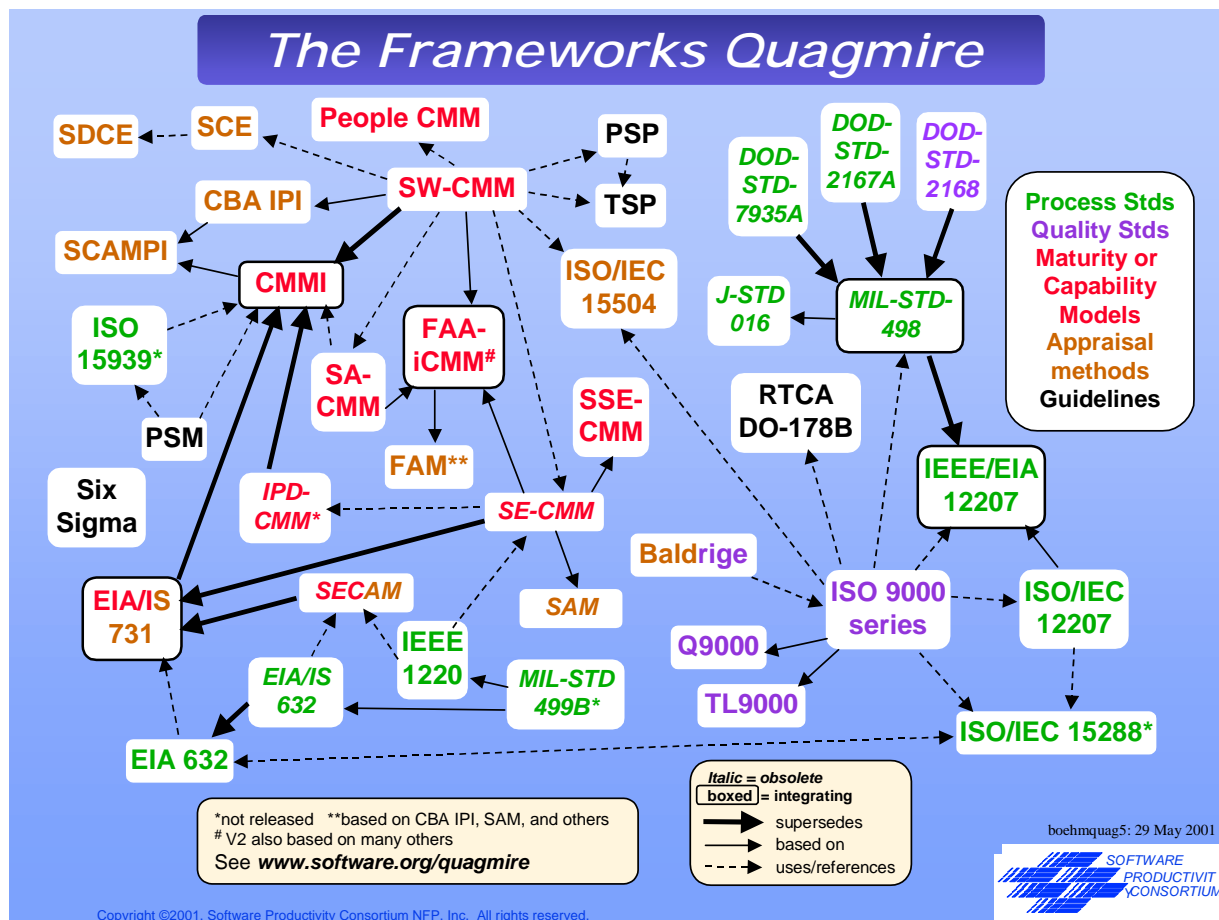 The Frameworks Quagmire
SDCE
SCE
People CMM
PSP
SW-CMM
TSP
CBA IPI
SCAMPI
CMMI
ISO
15939*
PSM
Six
Sigma
FAA-
iCMM#
SA-
CMM
FAM**
IPD-
CMM*
ISO/IEC
15504
SSE-
CMM
SE-CMM
SAM
EIA/IS
731
SECAM
IEEE
1220
EIA/IS
632
MIL-STD
499B*
EIA 632
DOD-
STD-
7935A
DOD-
STD-
2167A
DOD-
STD-
2168
J-STD
016
MIL-STD-
498
RTCA
DO-178B
IEEE/EIA
12207
Baldrige
ISO 9000
series
ISO/IEC
12207
Q9000
TL9000
ISO/IEC 15288*
Process Stds
Quality Stds
Maturity or
Capability
Models
Appraisal
methods
Guidelines
*not released **based on CBA IPI, SAM, and others
# V2 also based on many others
See www.software.org/quagmire
Italic = obsolete
boxed = integrating
supersedes
based on
uses/references
boehmquag5: 29 May 2001
SOFTWARE
PRODUCTIVIT
Y CONSORTIUM
Copyright ©2001, Software Productivity Consortium NFP, Inc. All rights reserved.